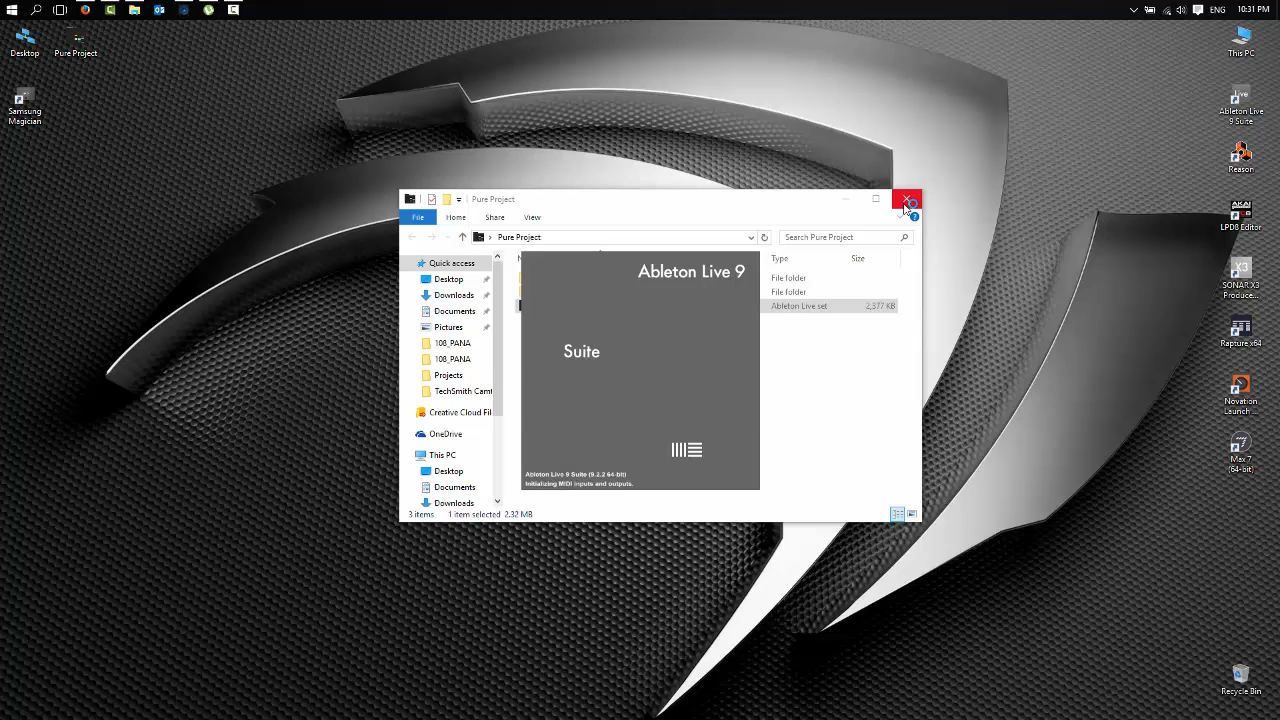 ENG
10:31 PM
Desktop
Pure Project
Samsung
Magician
This PC
Live
Ableton Live
9 Suite
Reason
AKAI
LPD8 Editor
X3
SONAR X3
Produce...
Rapture x64
Novation
Launch...
7
Max 7
(64-bit)
Recycle Bin
Pure Project
File
Home
Share
View
Pure Project
Search Pure Project
Quick access
Desktop
Downloads
Documents
Pictures
108_PANA
108_PANA
Projects
TechSmith Camt
Creative Cloud Fil
OneDrive
This PC
Desktop
Documents
Downloads
Type
Size
File folder
File folder
Ableton Live set
2,377 KB
Ableton Live 9
Suite
Ableton Live 9 Suite (9.2.2 64-bit)
Initializing MIDI inputs and outputs.
3 items
1 item selected 2.32 MB